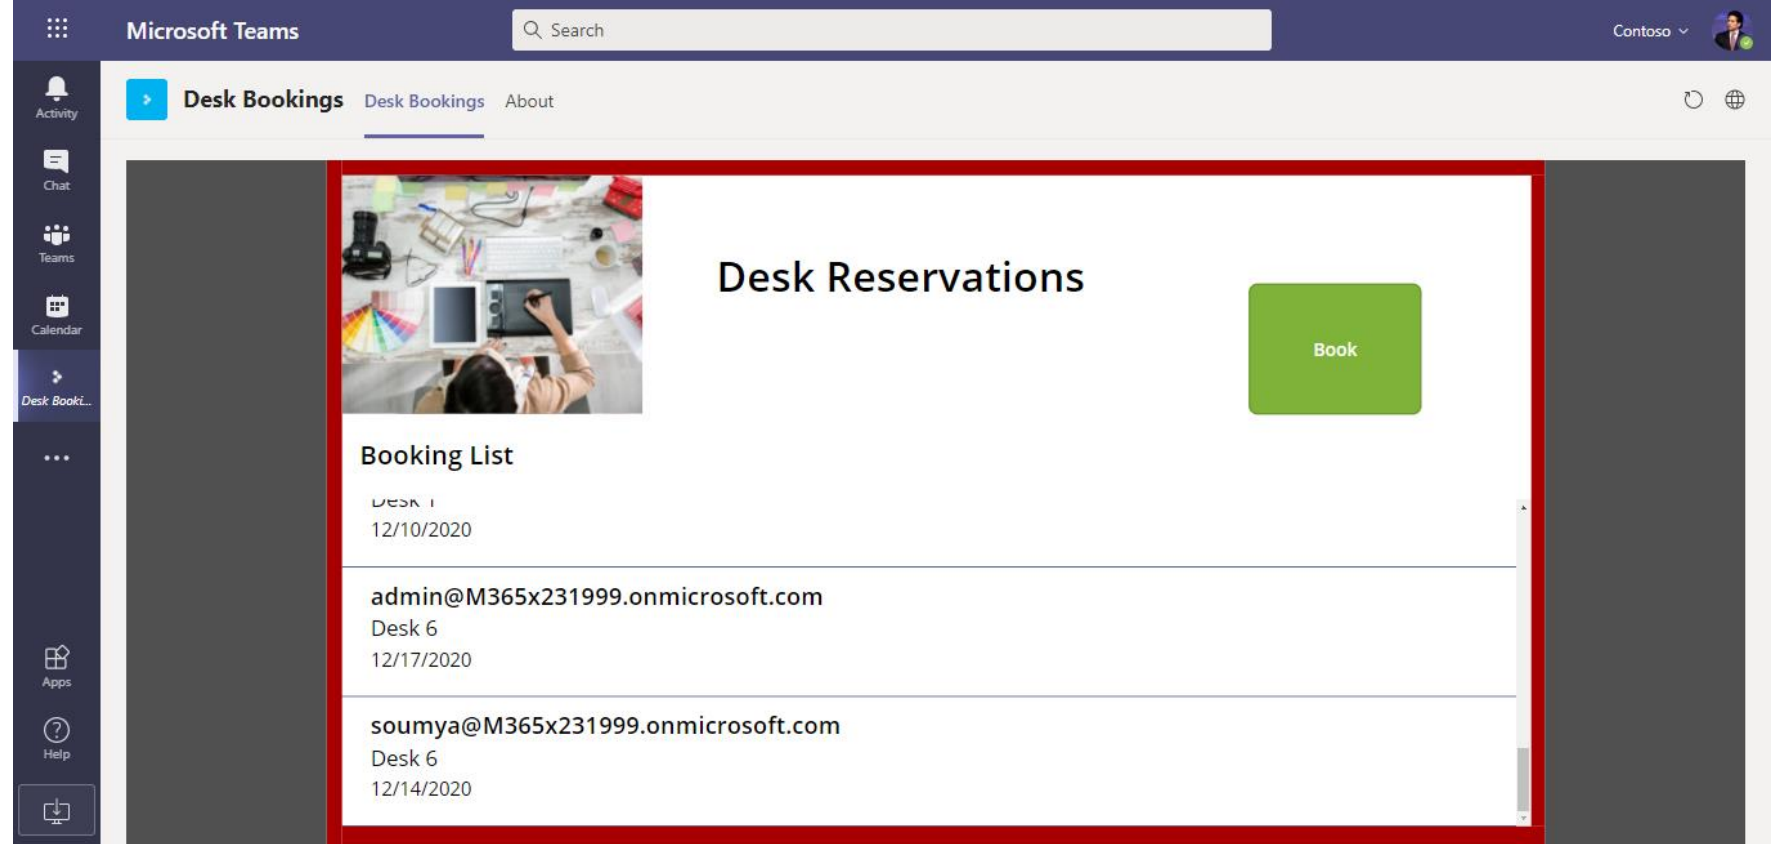 Microsoft Teams
Search
Contoso
Activity
Desk Bookings
Desk Bookings
About
Chat
Teams
Calendar
Desk Booki...
Desk Reservations
Book
Booking List
Desk 1
12/10/2020
admin@M365x231999.onmicrosoft.com
Desk 6
12/17/2020
soumya@M365x231999.onmicrosoft.com
Desk 6
12/14/2020
Apps
Help